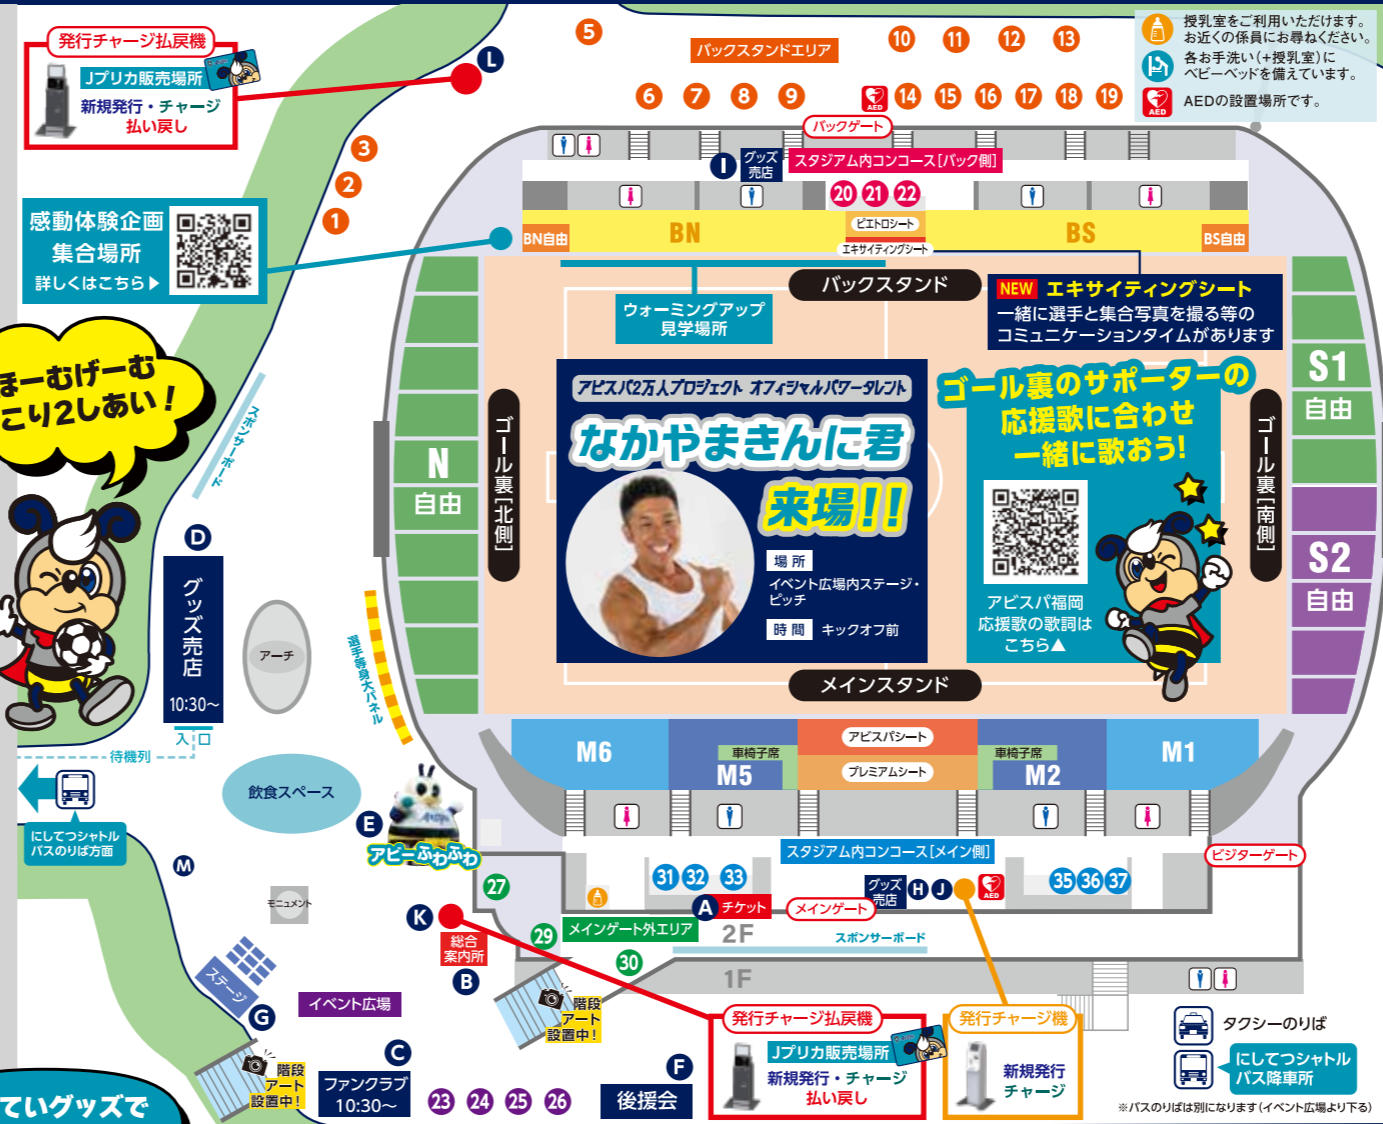 発行チャージ払戻機
Jプリカ販売場所
新規発行・チャージ
払い戻し
L
5
バックスタンドエリア
10
11
12
13
授乳室をご利用いただけます。
お近くの係員にお尋ねください。
各お手洗い(+授乳室)に
ベビーベッドを備えています。
AEDの設置場所です。
6
7
8
9
AED
14
15
16
17
18
19
バックゲート
3
2
1
I
グッズ
売店
スタジアム内コンコース[バック側]
20
21
22
感動体験企画
集合場所
詳しくはこちら▶
BN自由
BN
ピエトロシート
エキサイティングシート
BS
BS自由
バックスタンド
ウォーミングアップ
見学場所
NEW エキサイティングシート
一緒に選手と集合写真を撮る等の
コミュニケーションタイムがあります
ほーむげーむ
こり2しあい!
スポンサーボード
N
自由
ゴール裏[北側]
アビスパ2万人プロジェクト オフィシャルパワータレント
なかやまきんに君
来場!!
場所
イベント広場内ステージ・
ピッチ
時間 キックオフ前
ゴール裏のサポーターの
応援歌に合わせ
一緒に歌おう!
アビスパ福岡
応援歌の歌詞は
こちら▲
ゴール裏[南側]
S1
自由
S2
自由
D
グッズ売店
10:30~
入口
待機列
アーチ
選手等身大パネル
メインスタンド
M6
車椅子席
M5
アビスパシート
プレミアムシート
車椅子席
M2
M1
にしてつシャトル
バスのりば方面
飲食スペース
E
アビーふわふわ
M
モニュメント
27
スタジアム内コンコース[メイン側]
ビジターゲート
31
32
33
35
36
37
グッズ
売店
H
J
AED
A
チケット
メインゲート
K
総合
案内所
B
29
メインゲート外エリア
30
2F
スポンサーボード
1F
ステージ
G
イベント広場
階段
アート
設置中!
階段
アート
設置中!
C
ファンクラブ
10:30~
23
24
25
26
F
後援会
発行チャージ払戻機
Jプリカ販売場所
新規発行・チャージ
払い戻し
発行チャージ機
新規発行
チャージ
タクシーのりば
にしてつシャトル
バス降車所
※バスのりばは別になります(イベント広場より下る)
ていグッズで